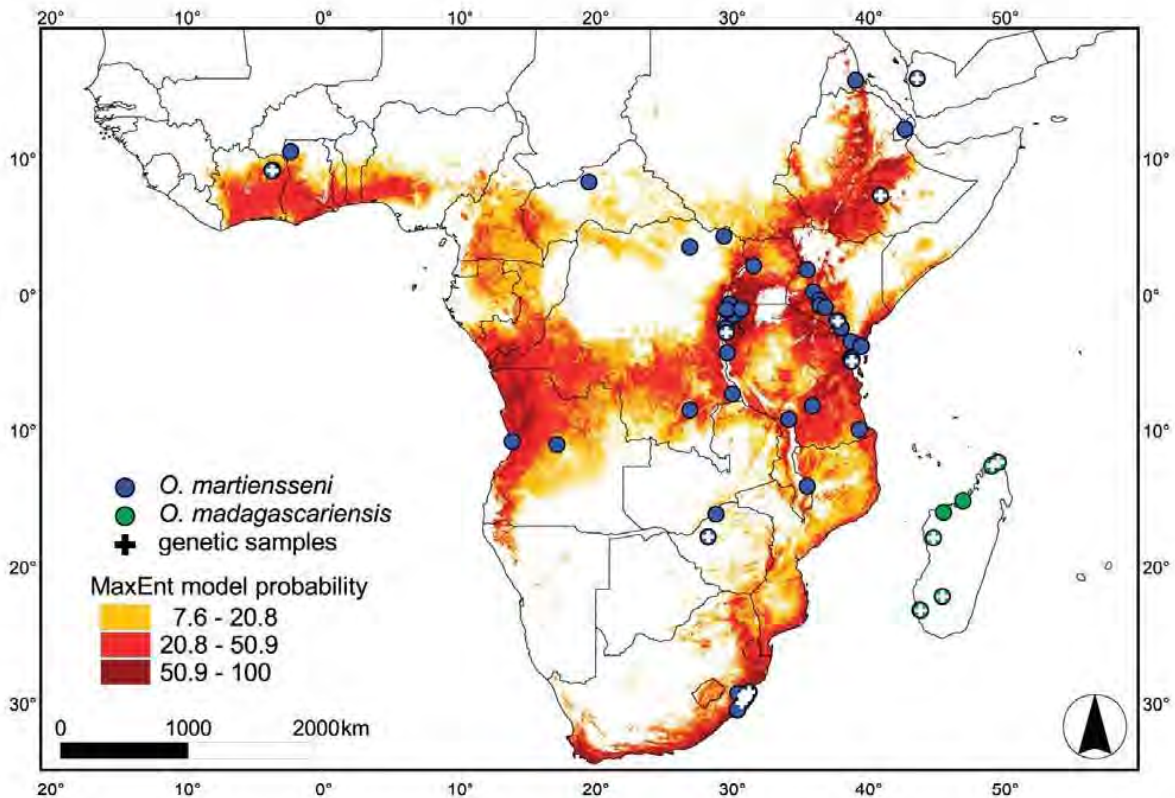 20° 10° 0° 10° 20° 30° 40° 50°
10° 10°
0° 0°
10° 10°
O. martiensseni
O. madagascariensis
genetic samples
20° 20°
MaxEnt model probability
7.6 - 20.8
20.8 - 50.9
50.9 - 100
30° 30°
0 1000 2000km
20° 10° 0° 10° 20° 30° 40° 50°